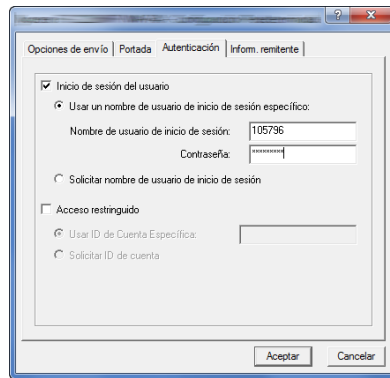 Opciones de envío Portada Autenticación Inform. remitente
Inicio de sesión del usuario
Usar un nombre de usuario de inicio de sesión específico:
Nombre de usuario de inicio de sesión: 105796
Contraseña: *********
Solicitar nombre de usuario de inicio de sesión
Acceso restringido
Usar ID de Cuenta Específica:
Solicitar ID de cuenta
Aceptar Cancelar